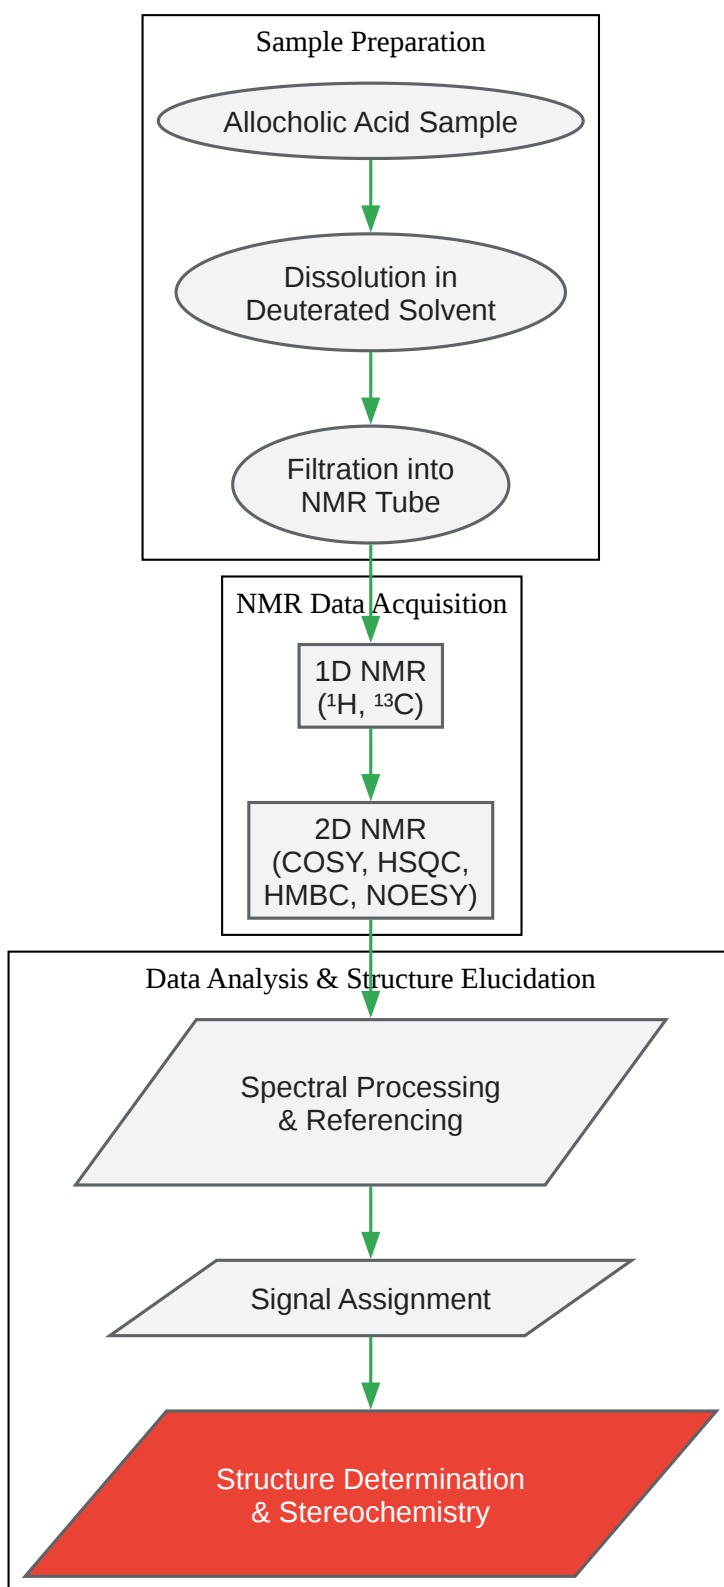 Sample Preparation
Allocholic Acid Sample
Dissolution in
Deuterated Solvent
Filtration into
NMR Tube
NMR Data Acquisition
1D NMR
(¹H, ¹³C)
2D NMR
(COSY, HSQC,
HMBC, NOESY)
Data Analysis & Structure Elucidation
Spectral Processing
& Referencing
Signal Assignment
Structure Determination
& Stereochemistry